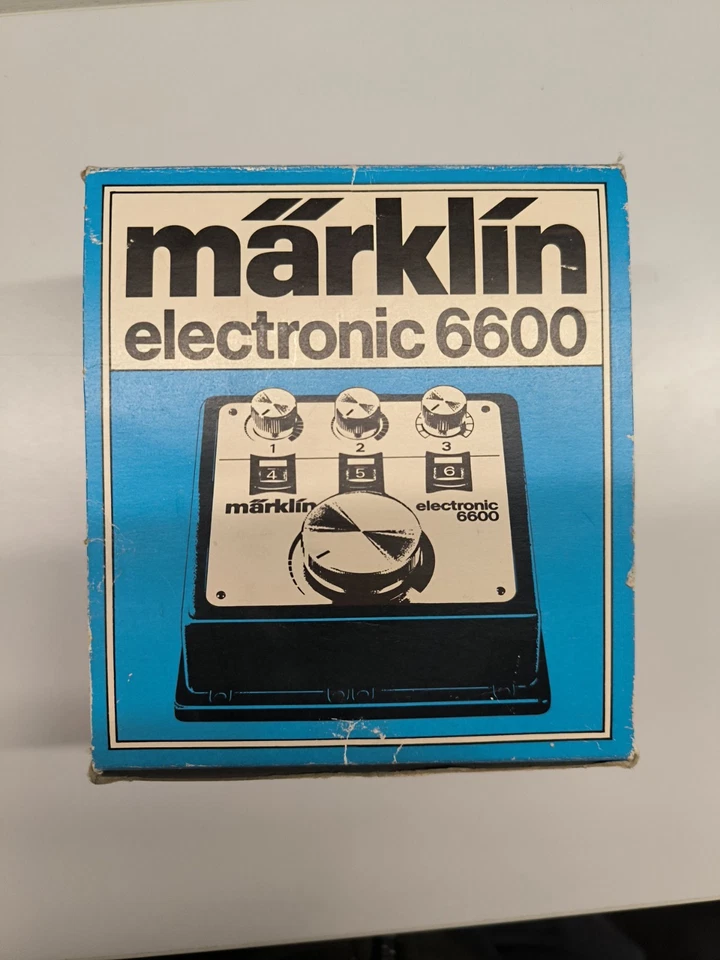 märklin
electronic 6600
1 2 3
4 5 6
märklin electronic
6600